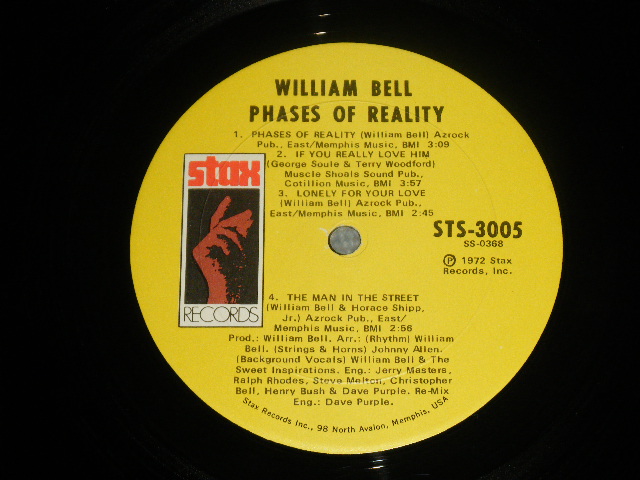 WILLIAM BELL
PHASES OF REALITY
1. PHASES OF REALITY (William Bell) Azrock
Pub., East/Memphis Music, BMI 3:09
2. IF YOU REALLY LOVE HIM
(George Soule & Terry Woodford)
Muscle Shoals Sound Pub.,
Cotillion Music, BMI 3:57
3. LONELY FOR YOUR LOVE
(William Bell) Azrock Pub.,
East/Memphis Music, BMI 2:45
stax
RECORDS
STS-3005
SS-0368
℗ 1972 Stax
Records, Inc.
4. THE MAN IN THE STREET
(William Bell & Horace Shipp,
Jr.) Azrock Pub., East/
Memphis Music, BMI 2:56
Prod.: William Bell. Arr.: (Rhythm) William
Bell. (Strings & Horns) Johnny Allen.
(Background Vocals) William Bell & The
Sweet Inspirations. Eng.: Jerry Masters,
Ralph Rhodes, Steve Melton, Christopher
Bell, Henry Bush & Dave Purple. Re-Mix
Eng.: Dave Purple.
Stax Records Inc., 98 North Avalon, Memphis, USA